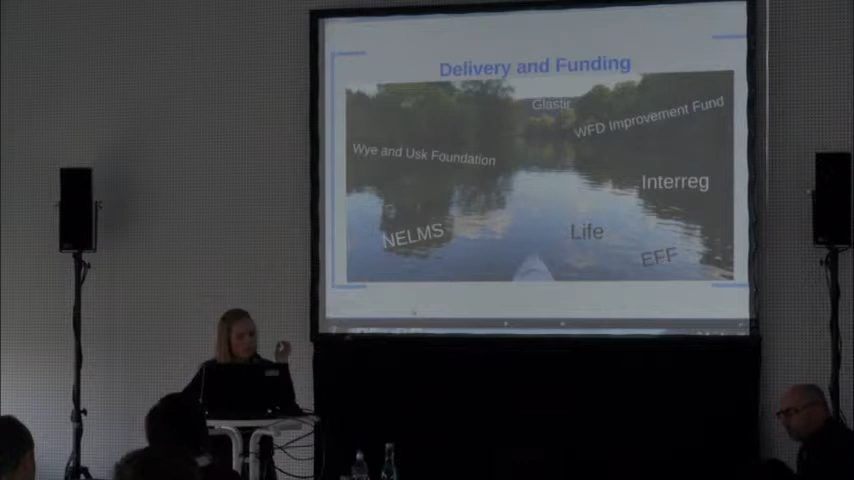 Delivery and Funding
Glastir
WFD Improvement Fund
Wye and Usk Foundation
Interreg
NELMS
Life
EFF